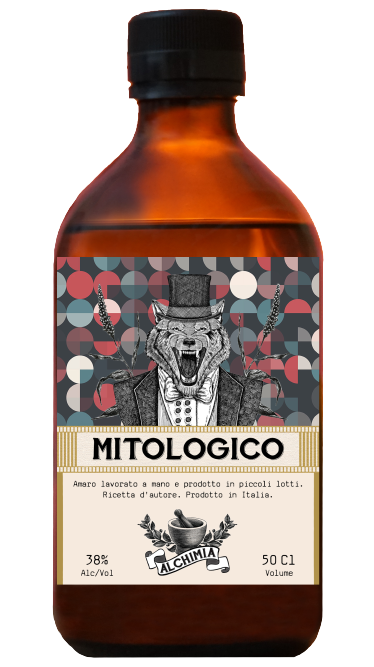 MITOLOGICO
Amaro lavorato a mano e prodotto in piccoli lotti.
Ricetta d'autore. Prodotto in Italia.
ALCHIMIA
38%
Alc/Vol
50 Cl
Volume